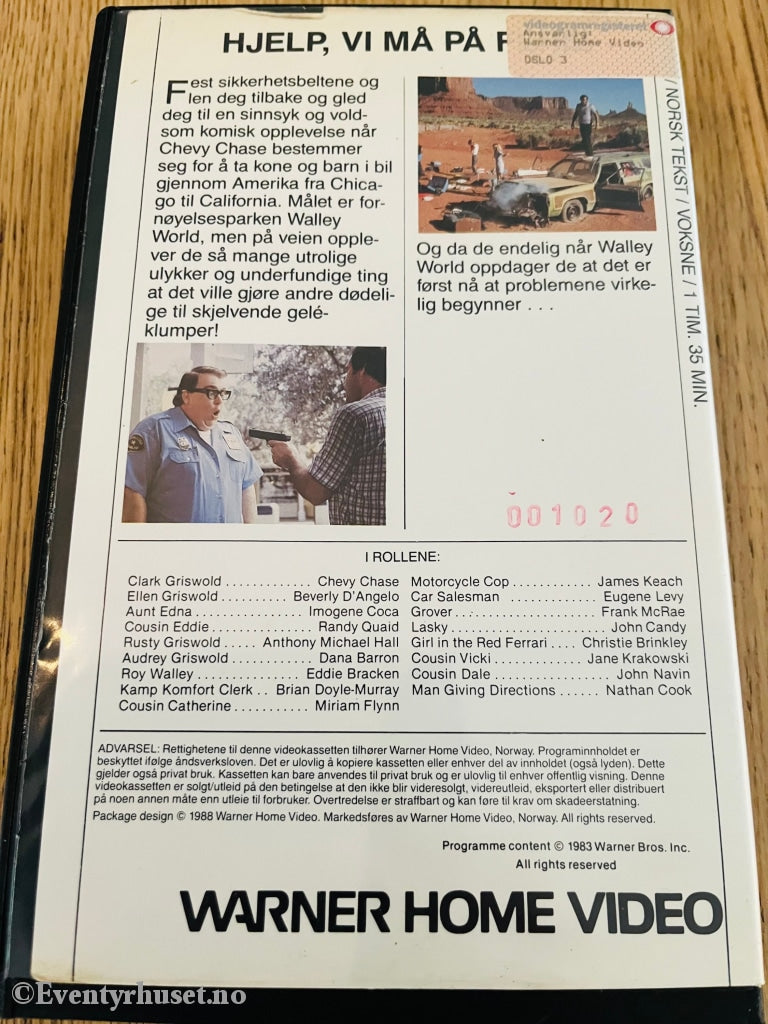 HJELP, VI MÅ PÅ F
videogramregisteret
Ansvarlig:
Warner Home Video
OSLO 3
Fest sikkerhetsbeltene og
len deg tilbake og gled
deg til en sinnsyk og vold-
som komisk opplevelse når
Chevy Chase bestemmer
seg for å ta kone og barn i bil
gjennom Amerika fra Chica-
go til California. Målet er for-
nøyelsesparken Walley
World, men på veien opple-
ver de så mange utrolige
ulykker og underfundige ting
at det ville gjøre andre dødeli-
ge til skjelvende gelé-
klumper!
Og da de endelig når Walley
World oppdager de at det er
først nå at problemene virke-
lig begynner . . .
/ NORSK TEKST / VOKSNE / 1 TIM. 35 MIN.
001020
I ROLLENE:
Clark Griswold . . . . . . . . . . . . Chevy Chase
Ellen Griswold . . . . . . . . . . Beverly D'Angelo
Aunt Edna . . . . . . . . . . . . . . . Imogene Coca
Cousin Eddie . . . . . . . . . . . . . . Randy Quaid
Rusty Griswold . . . . . Anthony Michael Hall
Audrey Griswold . . . . . . . . . . . Dana Barron
Roy Walley . . . . . . . . . . . . . . Eddie Bracken
Kamp Komfort Clerk . . Brian Doyle-Murray
Cousin Catherine . . . . . . . . . . . Miriam Flynn
Motorcycle Cop . . . . . . . . . . . . James Keach
Car Salesman Eugene Levy
Grover . . . . . . . . . . . . . . . . . . . Frank McRae
Lasky . . . . . . . . . . . . . . . . . . . . . John Candy
Girl in the Red Ferrari . . . . Christie Brinkley
Cousin Vicki . . . . . . . . . . . . . Jane Krakowski
Cousin Dale . . . . . . . . . . . . . . . . John Navin
Man Giving Directions . . . . . . Nathan Cook
ADVARSEL: Rettighetene til denne videokassetten tilhører Warner Home Video, Norway. Programinnholdet er
beskyttet ifølge åndsverksloven. Det er ulovlig å kopiere kassetten eller enhver del av innholdet (også lyden). Dette
gjelder også privat bruk. Kassetten kan bare anvendes til privat bruk og er ulovlig til enhver offentlig visning. Denne
videokassetten er solgt/utleid på den betingelse at den ikke blir videresolgt, videreutleid, eksportert eller distribuert
på noen annen måte enn utleie til forbruker. Overtredelse er straffbart og kan føre til krav om skadeerstatning.
Package design © 1988 Warner Home Video. Markedsføres av Warner Home Video, Norway. All rights reserved.
Programme content © 1983 Warner Bros. Inc.
All rights reserved
WARNER HOME VIDEO
©Eventyrhuset.no